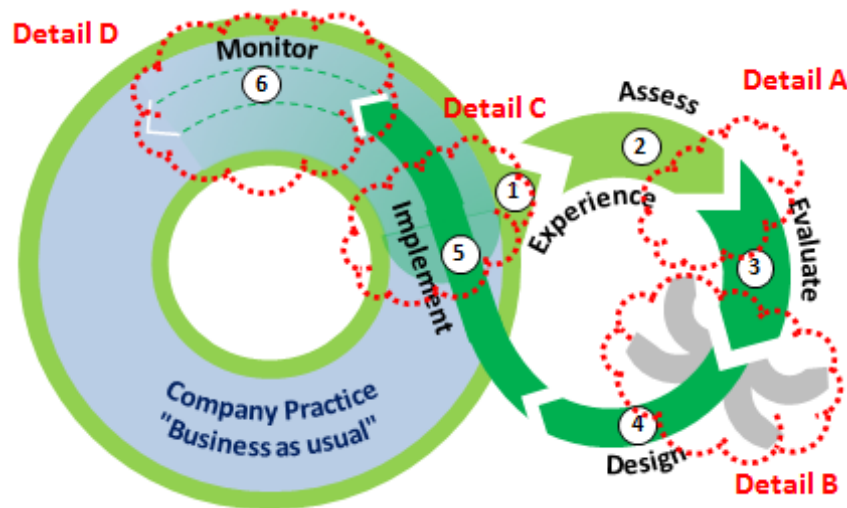 Detail D
Monitor
6
Detail C
Assess
Detail A
2
1
Experience
Evaluate
Implement
5
3
Company Practice
"Business as usual"
4
Design
Detail B